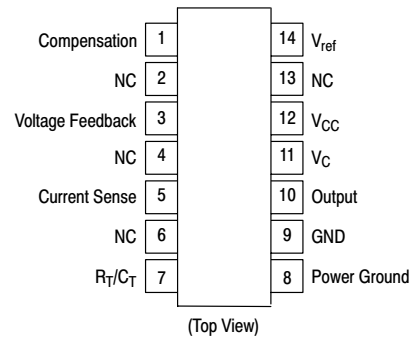 Compensation 1 14 Vref
NC 2 13 NC
Voltage Feedback 3 12 VCC
NC 4 11 VC
Current Sense 5 10 Output
NC 6 9 GND
RT/CT 7 8 Power Ground
(Top View)